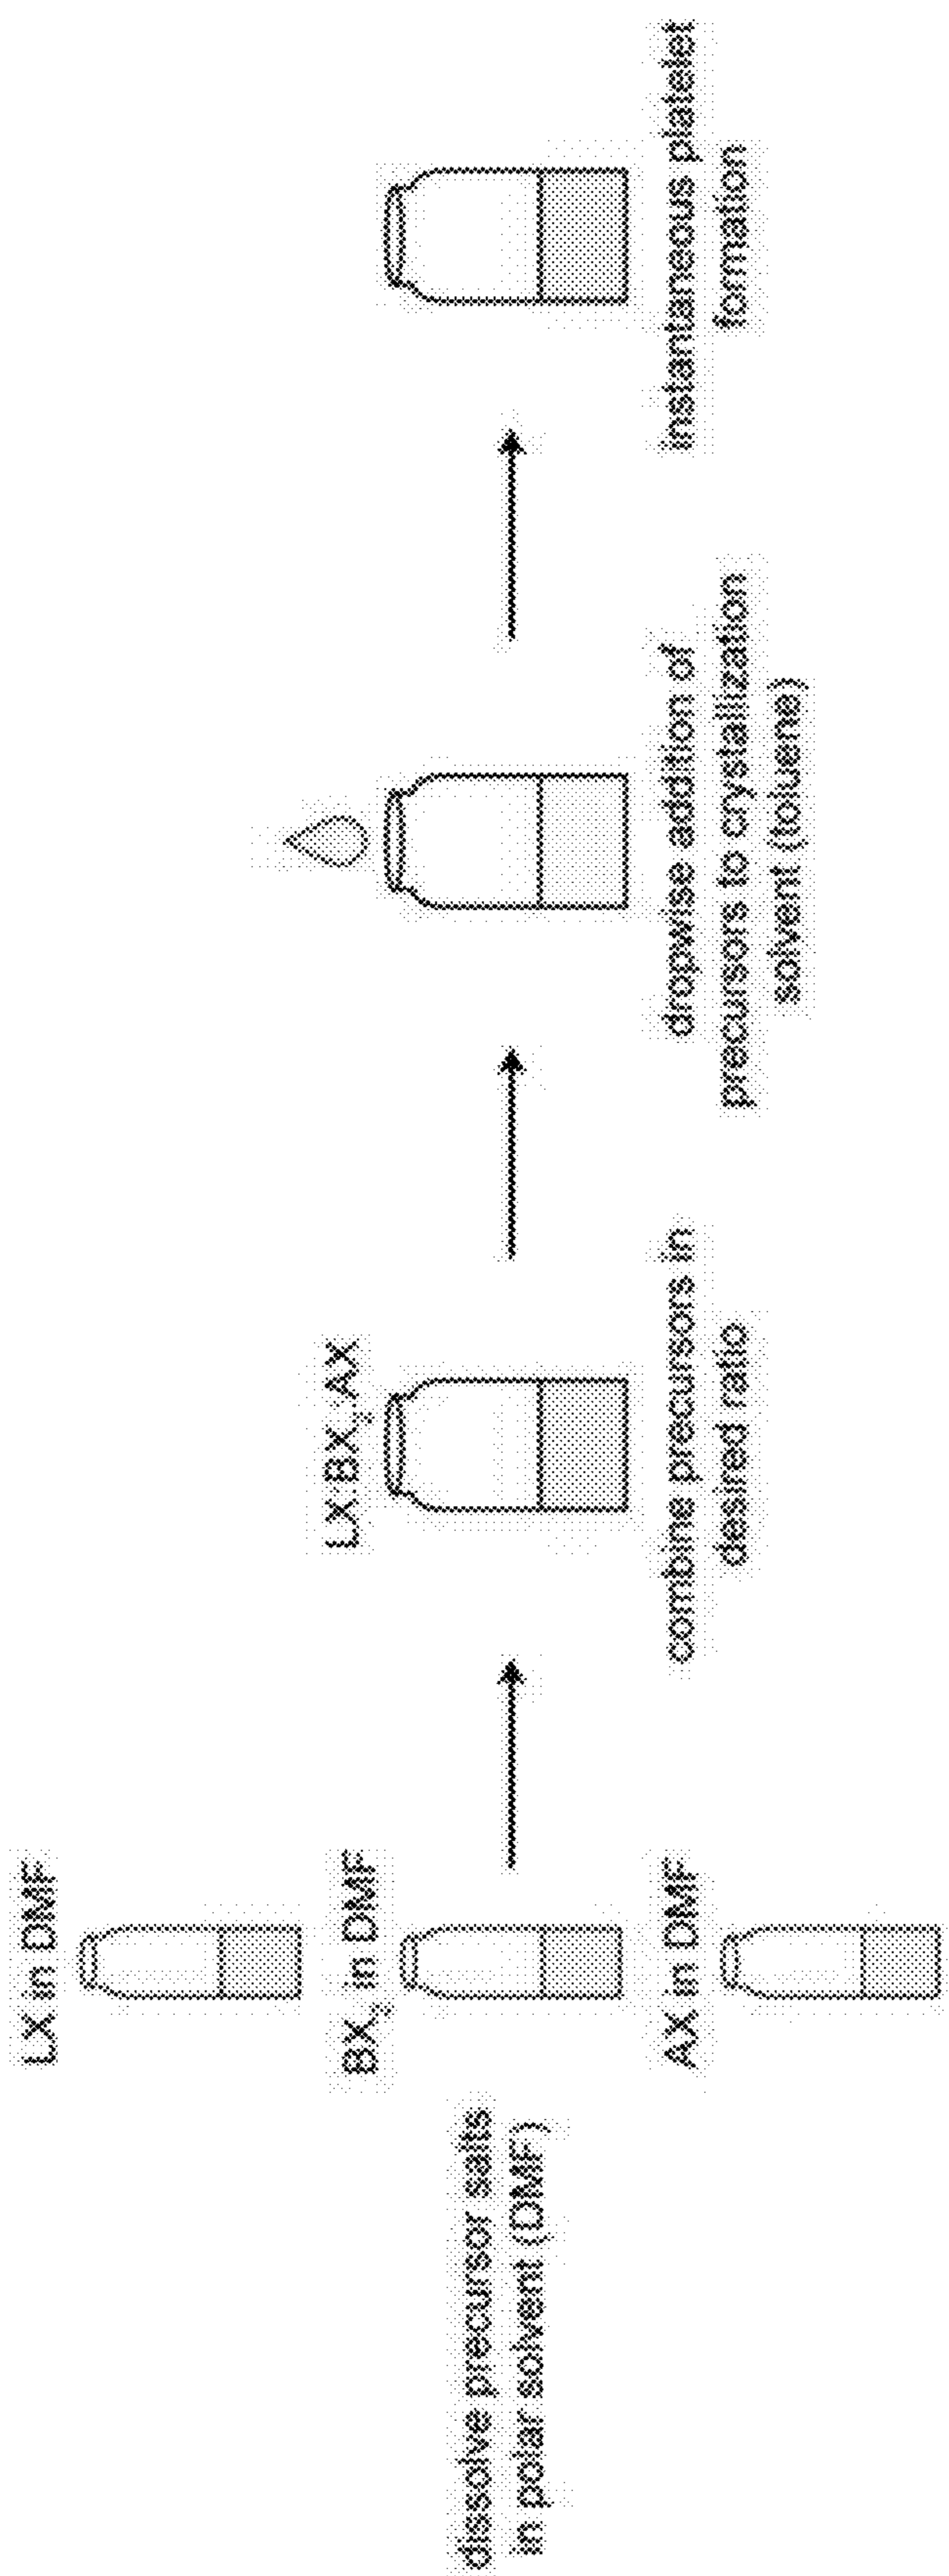 dissolve precursor salts
in polar solvent (DMF)
LX in DMF
BX₂ in DMF
AX in DMF
LX:BX₂:AX
combine precursors in
desired ratio
dropwise addition of
precursors to crystallization
solvent (toluene)
instantaneous platelet
formation